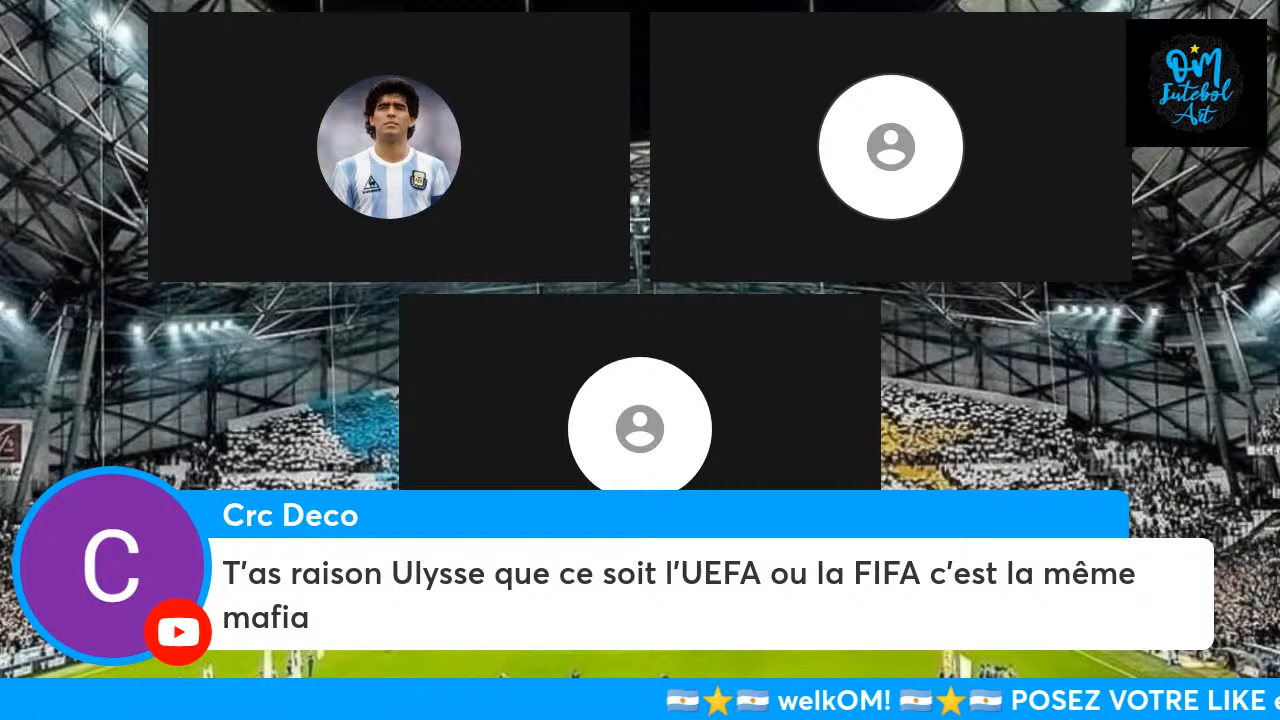 OM
Futebol
Art
Crc Deco
C
T'as raison Ulysse que ce soit l'UEFA ou la FIFA c'est la même
mafia
🇦🇷⭐🇦🇷 welkOM! 🇦🇷⭐🇦🇷 POSEZ VOTRE LIKE